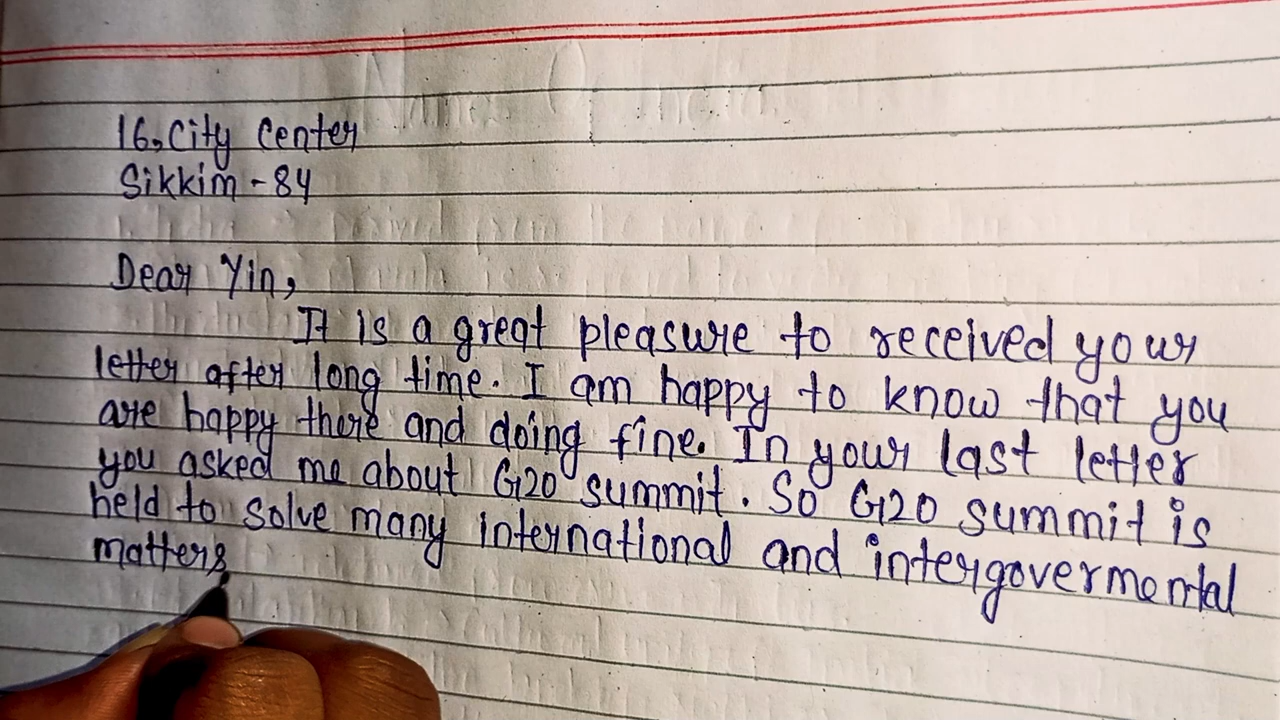 16, City Center
Sikkim - 84
Dear Yin,
It is a great pleasure to received your
letter after long time. I am happy to know that you
are happy there and doing fine. In your last letter
you asked me about G20 summit. So G20 summit is
held to solve many international and intergovermental
matters